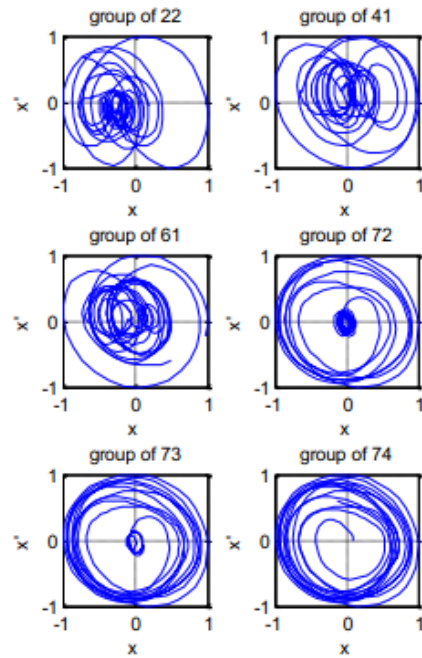 group of 22 group of 41
1 1
x' 0 x' 0
-1 -1
-1 0 1 -1 0 1
x x
group of 61 group of 72
1 1
x' 0 x' 0
-1 -1
-1 0 1 -1 0 1
x x
group of 73 group of 74
1 1
x' 0 x' 0
-1 -1
-1 0 1 -1 0 1
x x